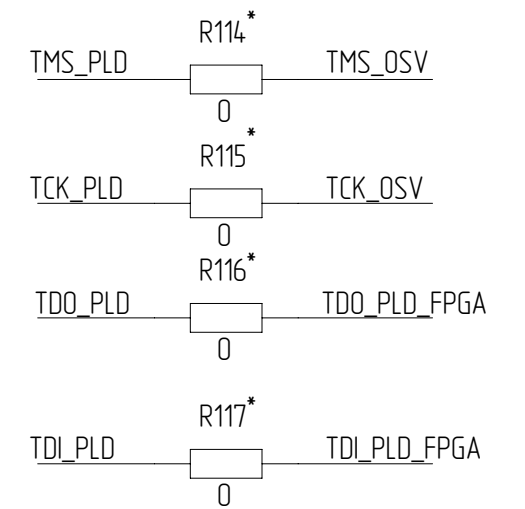 R114*
TMS_PLD TMS_OSV
0
R115*
TCK_PLD TCK_OSV
0
R116*
TDO_PLD TDO_PLD_FPGA
0
R117*
TDI_PLD TDI_PLD_FPGA
0